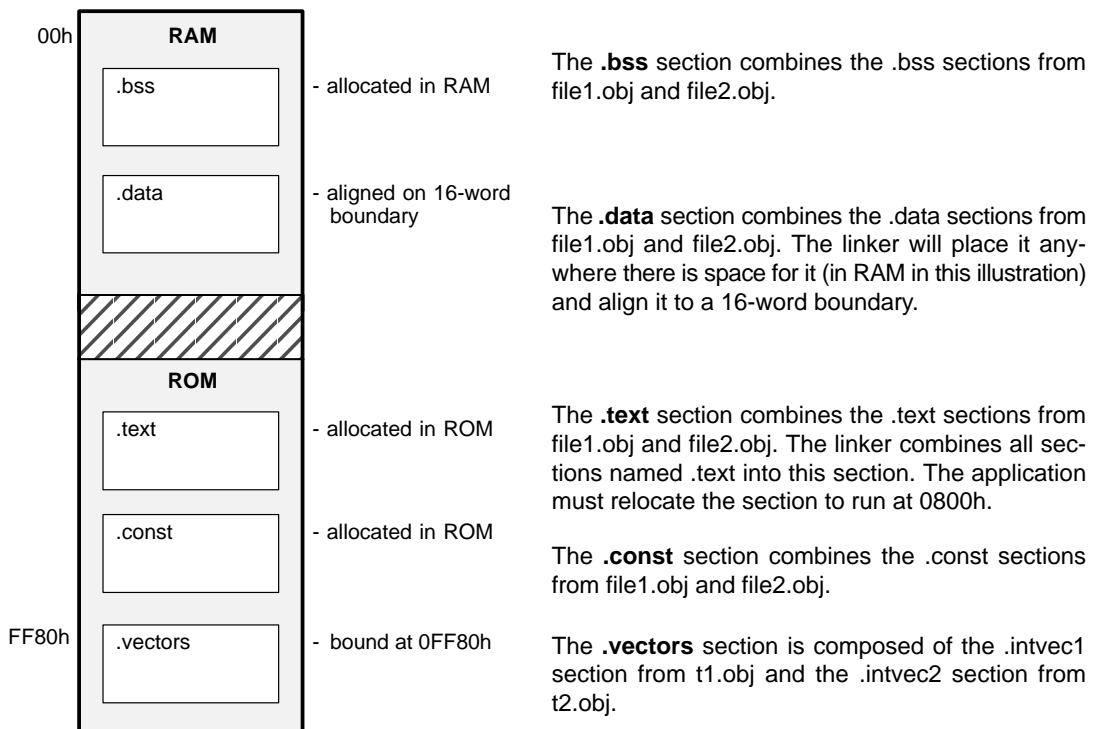 00h
RAM
.bss
- allocated in RAM
The .bss section combines the .bss sections from
file1.obj and file2.obj.
.data
- aligned on 16-word
boundary
The .data section combines the .data sections from
file1.obj and file2.obj. The linker will place it any-
where there is space for it (in RAM in this illustration)
and align it to a 16-word boundary.
ROM
.text
- allocated in ROM
The .text section combines the .text sections from
file1.obj and file2.obj. The linker combines all sec-
tions named .text into this section. The application
must relocate the section to run at 0800h.
.const
- allocated in ROM
The .const section combines the .const sections
from file1.obj and file2.obj.
FF80h
.vectors
- bound at 0FF80h
The .vectors section is composed of the .intvec1
section from t1.obj and the .intvec2 section from
t2.obj.